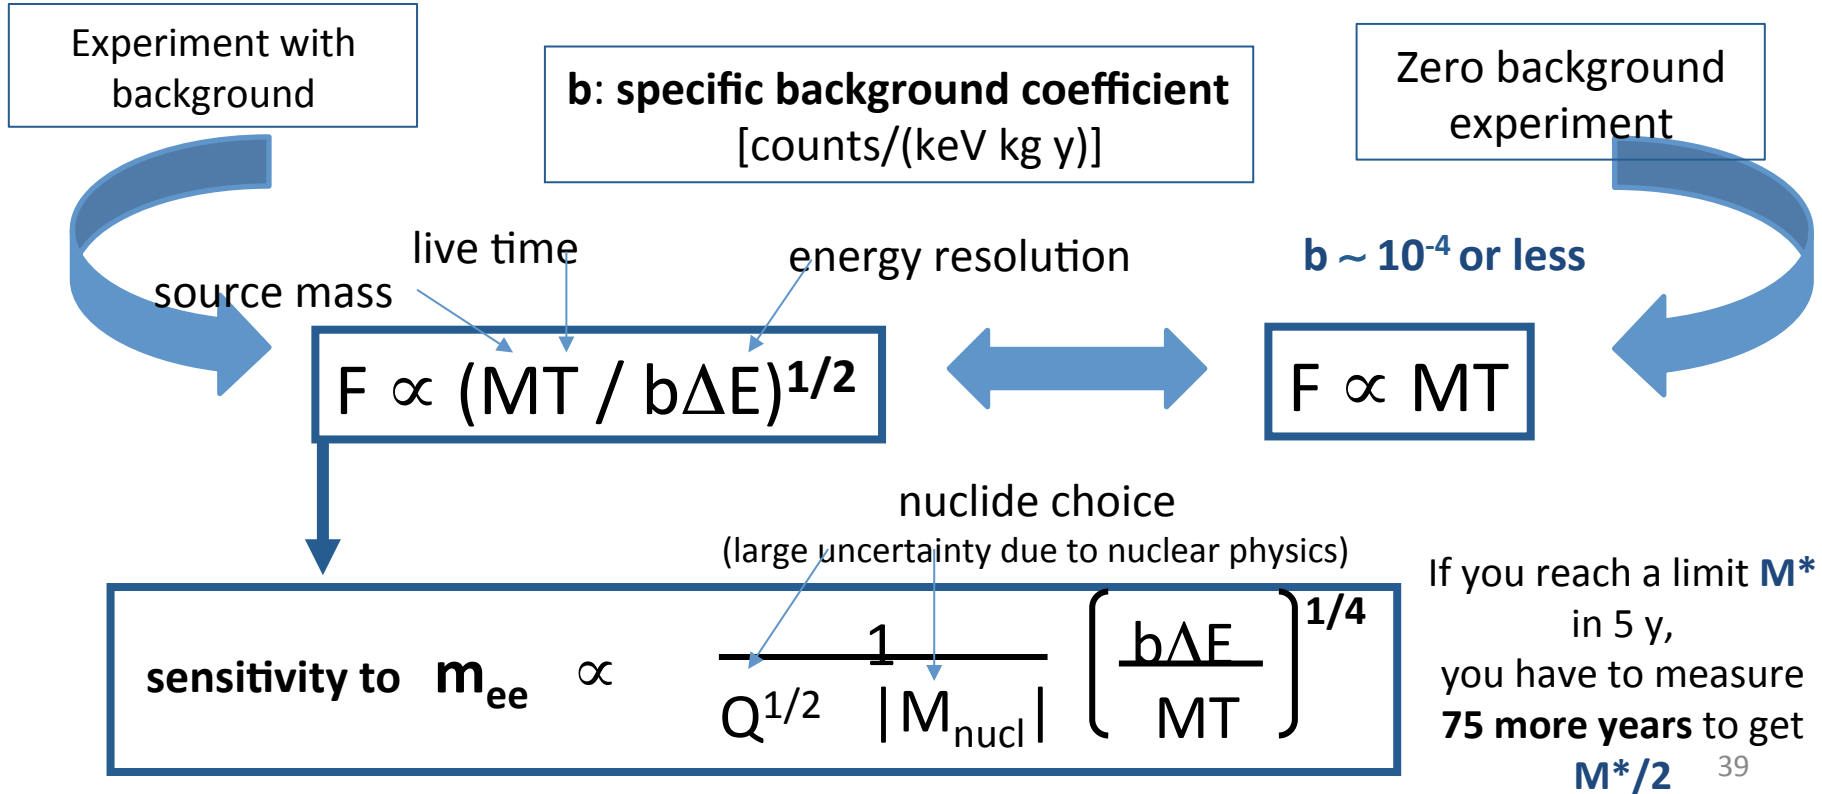 Experiment with
background
b: specific background coefficient
[counts/(keV kg y)]
Zero background
experiment
live time
energy resolution
b ~ 10⁻⁴ or less
source mass
F ∝ (MT / bΔE)^1/2
F ∝ MT
nuclide choice
(large uncertainty due to nuclear physics)
sensitivity to m_ee ∝ 1 / (Q^1/2 |M_nucl|) (bΔE / MT)^1/4
If you reach a limit M*
in 5 y,
you have to measure
75 more years to get
M*/2
39